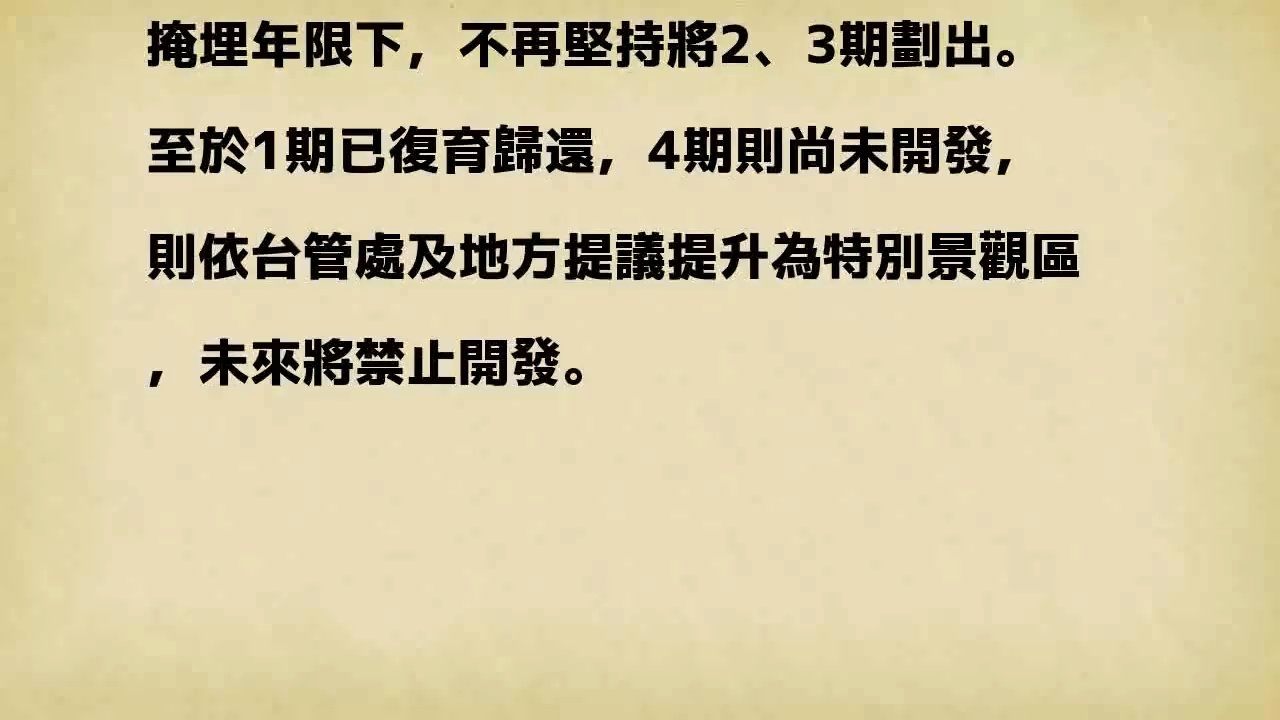 掩埋年限下，不再堅持將2、3期劃出。
至於1期已復育歸還，4期則尚未開發，
則依台管處及地方提議提升為特別景觀區
，未來將禁止開發。